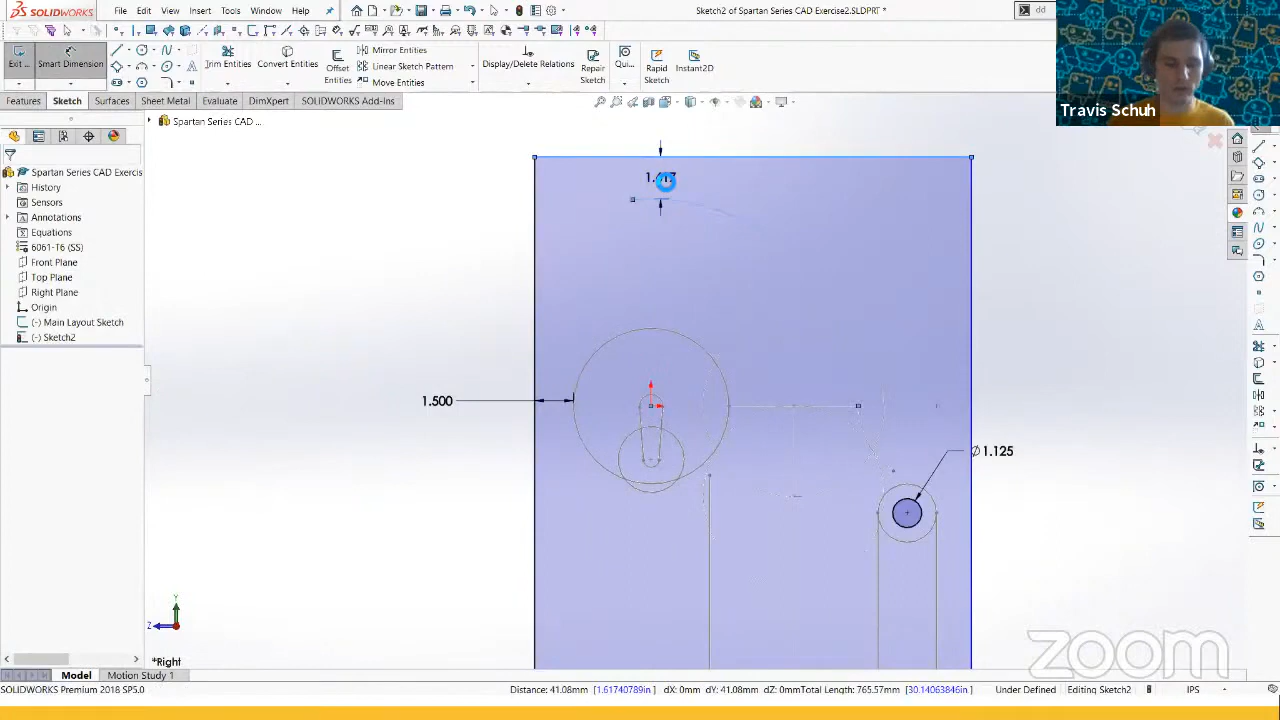 SOLIDWORKS
File Edit View Insert Tools Window Help
Sketch2 of Spartan Series CAD Exercise2.SLDPRT *
dd
Exit ...
Smart Dimension
Trim Entities
Convert Entities
Offset Entities
Mirror Entities
Linear Sketch Pattern
Move Entities
Display/Delete Relations
Repair Sketch
Qui...
Rapid Sketch
Instant2D
Features Sketch Surfaces Sheet Metal Evaluate DimXpert SOLIDWORKS Add-Ins
Travis Schuh
Spartan Series CAD ...
Spartan Series CAD Exercis
History
Sensors
Annotations
Equations
6061-T6 (SS)
Front Plane
Top Plane
Right Plane
Origin
(-) Main Layout Sketch
(-) Sketch2
1.500
Ø1.125
Y
Z
*Right
zoom
Model Motion Study 1
SOLIDWORKS Premium 2018 SP5.0
Distance: 41.08mm [1.61740789in] dX: 0mm dY: 41.08mm dZ: 0mmTotal Length: 765.57mm [30.14063846in] Under Defined Editing Sketch2 IPS